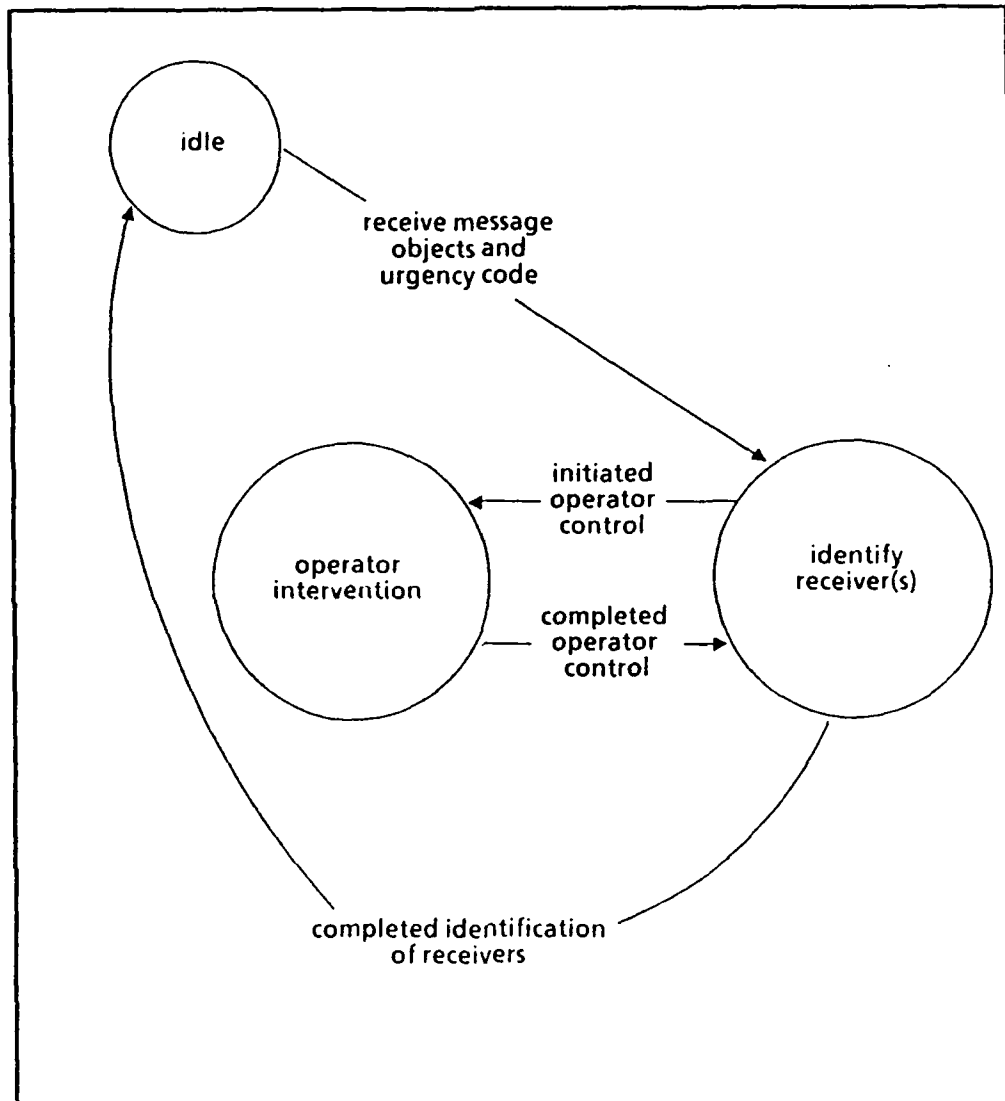 idle
receive message
objects and
urgency code
initiated
operator
control
operator
intervention
identify
receiver(s)
completed
operator
control
completed identification
of receivers